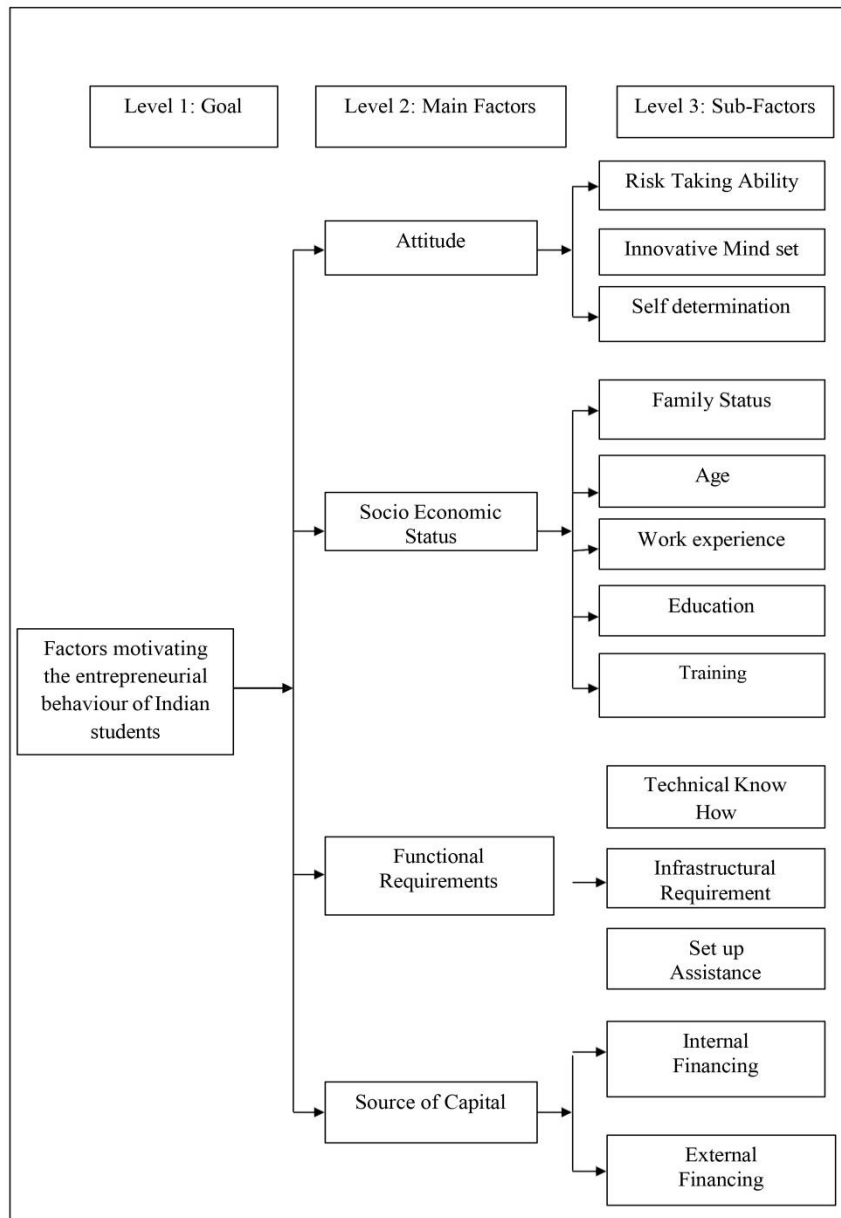 Level 1: Goal
Level 2: Main Factors
Level 3: Sub-Factors
Risk Taking Ability
Attitude
Innovative Mind set
Self determination
Family Status
Age
Socio Economic
Status
Work experience
Education
Training
Factors motivating
the entrepreneurial
behaviour of Indian
students
Technical Know
How
Functional
Requirements
Infrastructural
Requirement
Set up
Assistance
Internal
Financing
Source of Capital
External
Financing